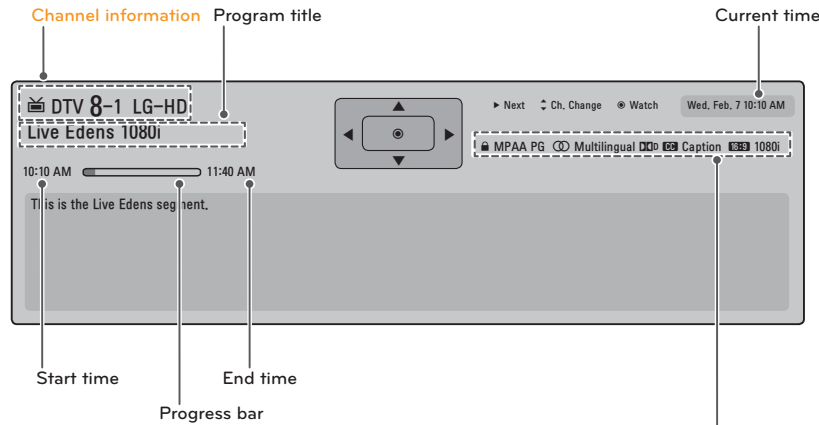 Channel information Program title Current time
DTV 8-1 LG-HD
▶ Next Ch. Change ◉ Watch Wed. Feb. 7 10:10 AM
Live Edens 1080i
MPAA PG Multilingual DD D CC Caption 16:9 1080i
10:10 AM 11:40 AM
This is the Live Edens segment.
Start time End time
Progress bar